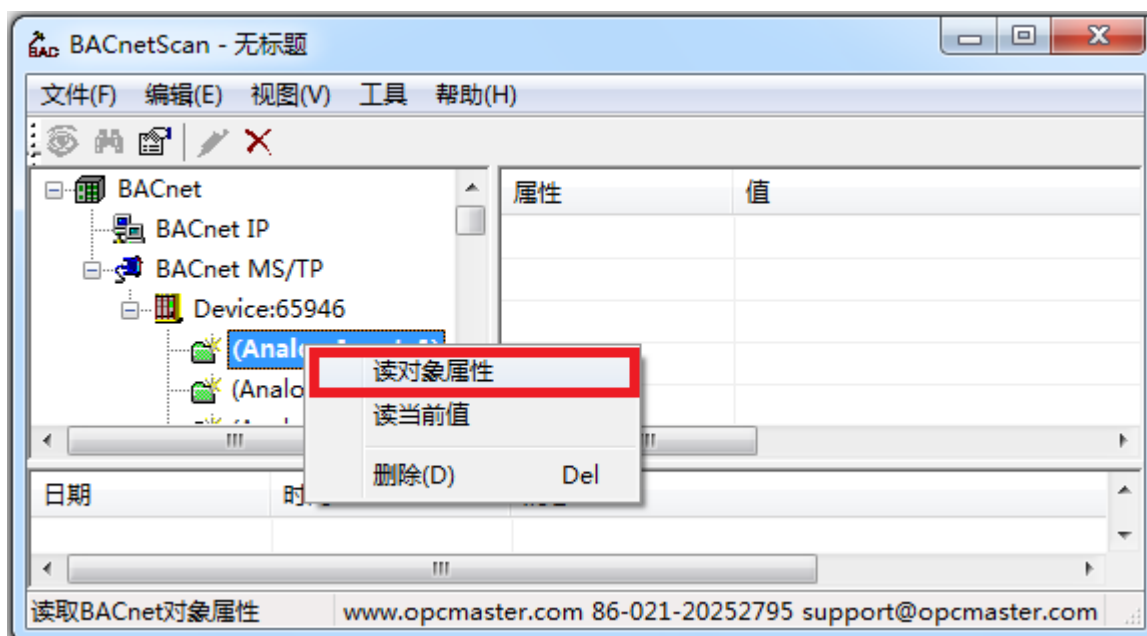 BACnetScan - 无标题
文件(F) 编辑(E) 视图(V) 工具 帮助(H)
BACnet
属性 值
BACnet IP
BACnet MS/TP
Device:65946
读对象属性
(Analo
读当前值
删除(D) Del
日期
读取BACnet对象属性 www.opcmaster.com 86-021-20252795 support@opcmaster.com